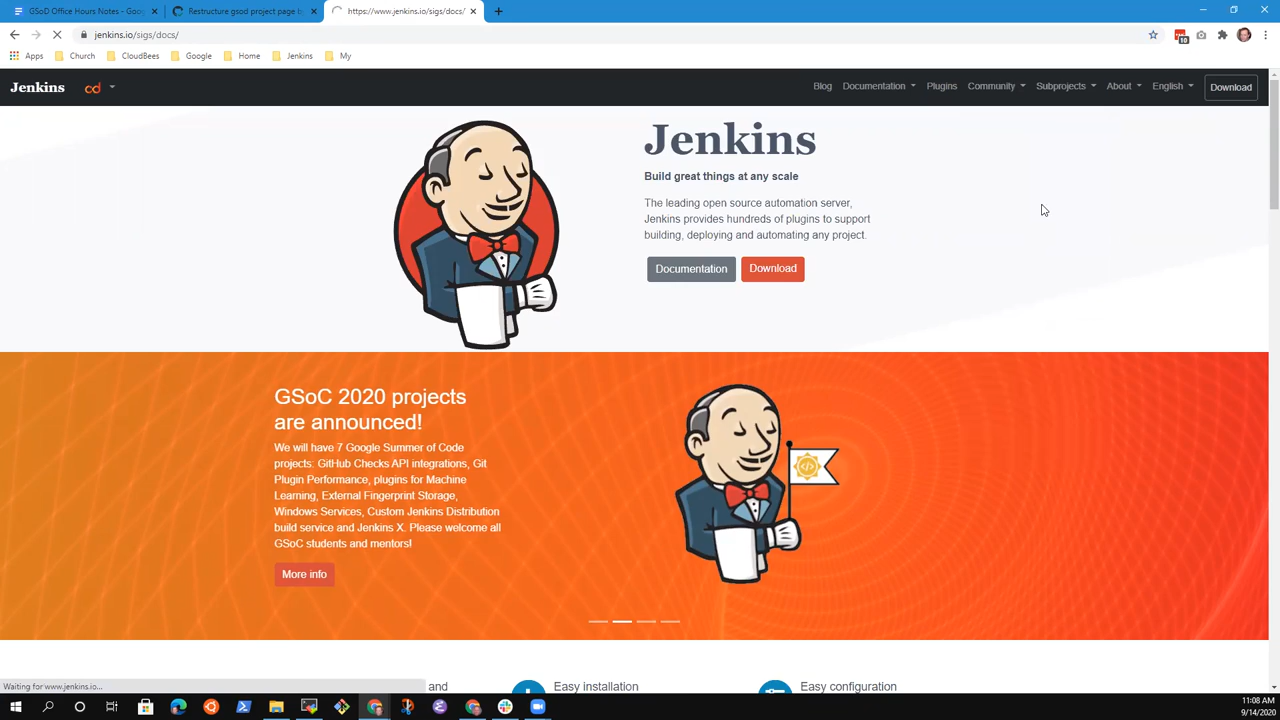 GSoD Office Hours Notes - Goog
Restructure gsod project page b
https://www.jenkins.io/sigs/docs/
jenkins.io/sigs/docs/
10
Apps
Church
CloudBees
Google
Home
Jenkins
My
Jenkins
cd
Blog
Documentation
Plugins
Community
Subprojects
About
English
Download
Jenkins
Build great things at any scale
The leading open source automation server,
Jenkins provides hundreds of plugins to support
building, deploying and automating any project.
Documentation
Download
GSoC 2020 projects
are announced!
We will have 7 Google Summer of Code
projects: GitHub Checks API integrations, Git
Plugin Performance, plugins for Machine
Learning, External Fingerprint Storage,
Windows Services, Custom Jenkins Distribution
build service and Jenkins X. Please welcome all
GSoC students and mentors!
More info
Waiting for www.jenkins.io...
and
Easy installation
Easy configuration
11:08 AM
9/14/2020